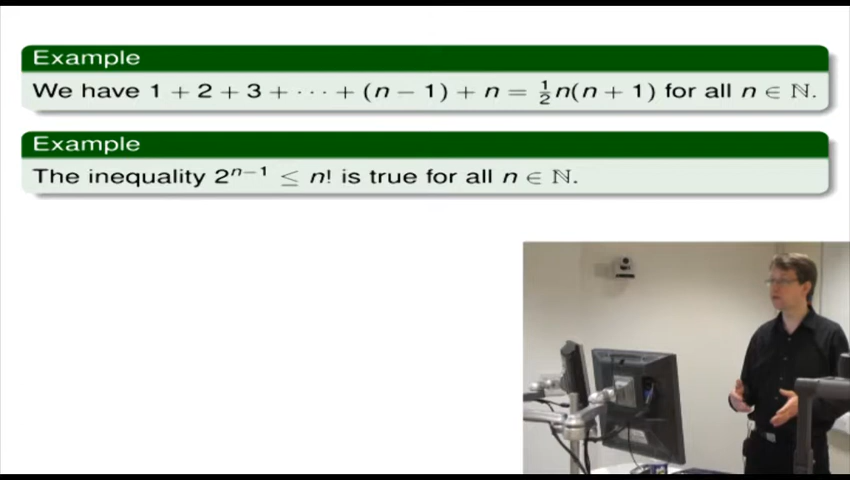 Example
We have 1 + 2 + 3 + ··· + (n − 1) + n = ½n(n + 1) for all n ∈ ℕ.
Example
The inequality 2ⁿ⁻¹ ≤ n! is true for all n ∈ ℕ.